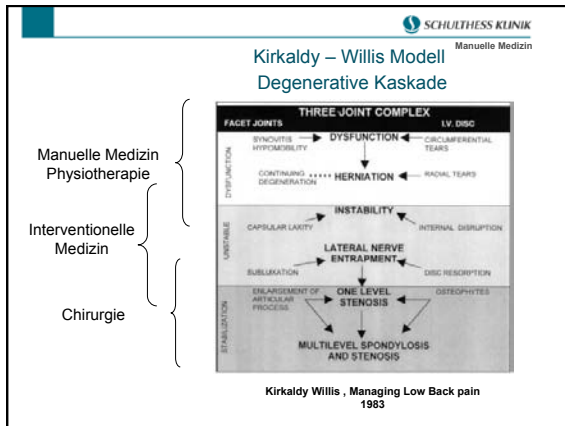 SCHULTHESS KLINIK
Manuelle Medizin
Kirkaldy – Willis Modell
Degenerative Kaskade
THREE JOINT COMPLEX
FACET JOINTS I.V. DISC
SYNOVITIS HYPOMOBILITY DYSFUNCTION CIRCUMFERENTIAL TEARS
Manuelle Medizin
Physiotherapie
DYSFUNCTION
CONTINUING DEGENERATION HERNIATION RADIAL TEARS
INSTABILITY
Interventionelle
Medizin
UNSTABLE
CAPSULAR LAXITY INTERNAL DISRUPTION
LATERAL NERVE
ENTRAPMENT
SUBLUXATION DISC RESORPTION
Chirurgie
STABILIZATION
ENLARGEMENT OF ARTICULAR PROCESS ONE LEVEL STENOSIS OSTEOPHYTES
MULTILEVEL SPONDYLOSIS
AND STENOSIS
Kirkaldy Willis , Managing Low Back pain
1983